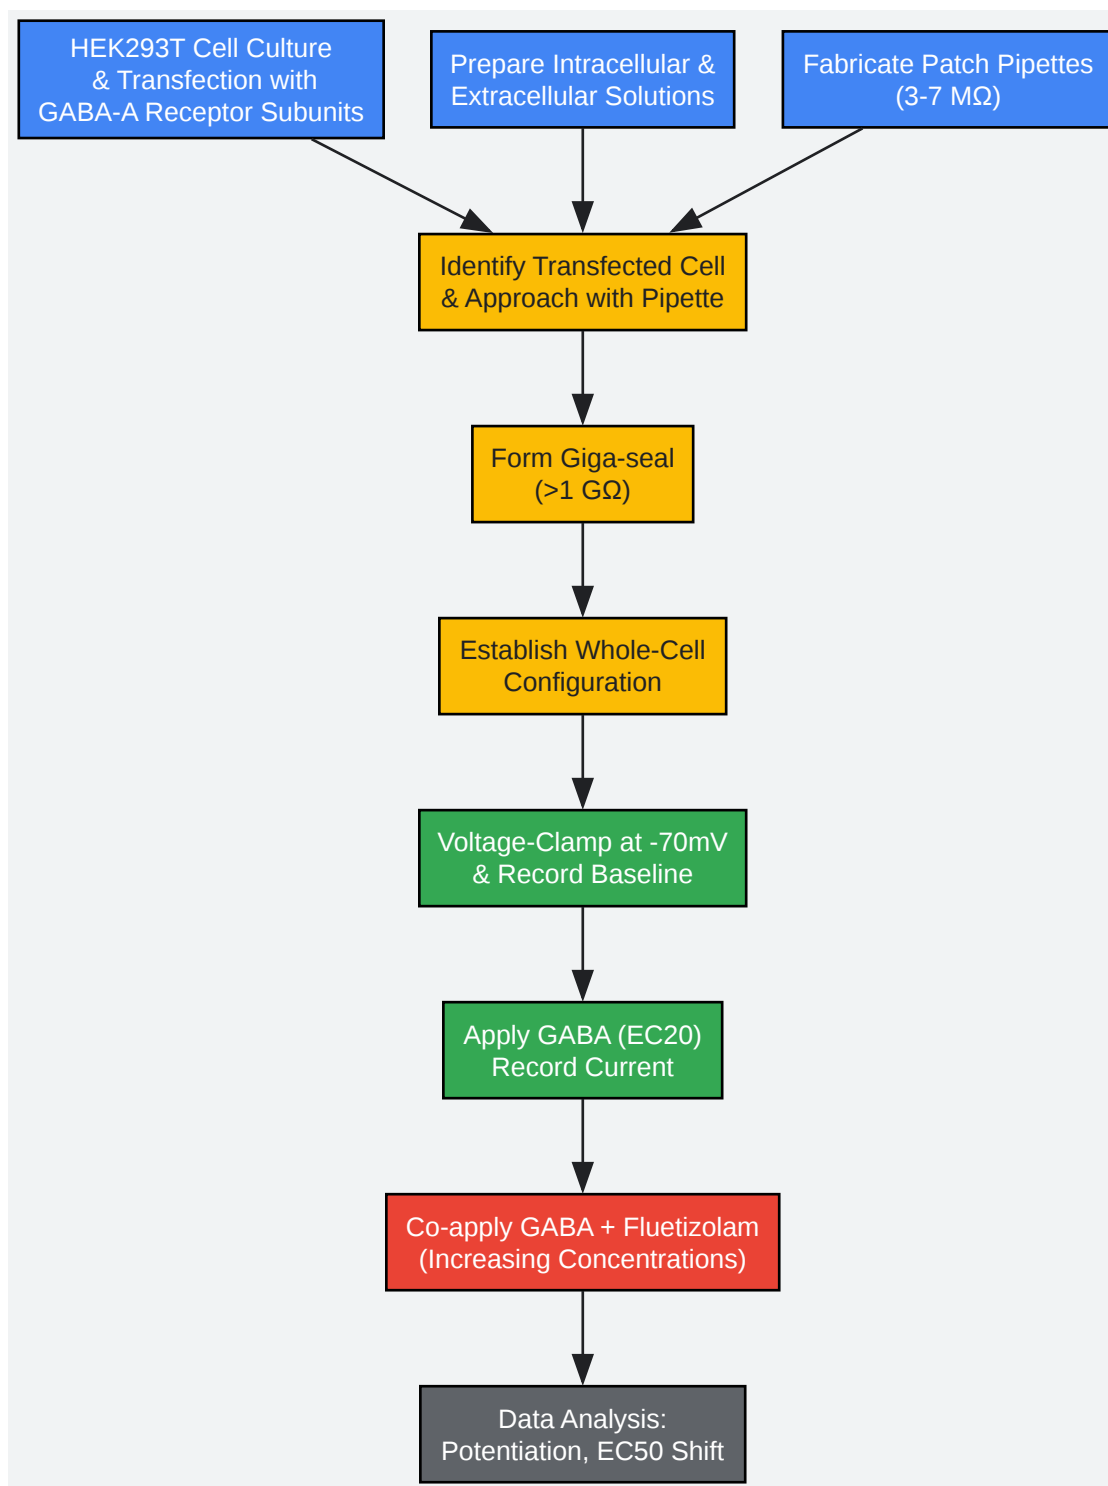 HEK293T Cell Culture
& Transfection with
GABA-A Receptor Subunits
Prepare Intracellular &
Extracellular Solutions
Fabricate Patch Pipettes
(3-7 MΩ)
Identify Transfected Cell
& Approach with Pipette
Form Giga-seal
(>1 GΩ)
Establish Whole-Cell
Configuration
Voltage-Clamp at -70mV
& Record Baseline
Apply GABA (EC20)
Record Current
Co-apply GABA + Fluetizolam
(Increasing Concentrations)
Data Analysis:
Potentiation, EC50 Shift